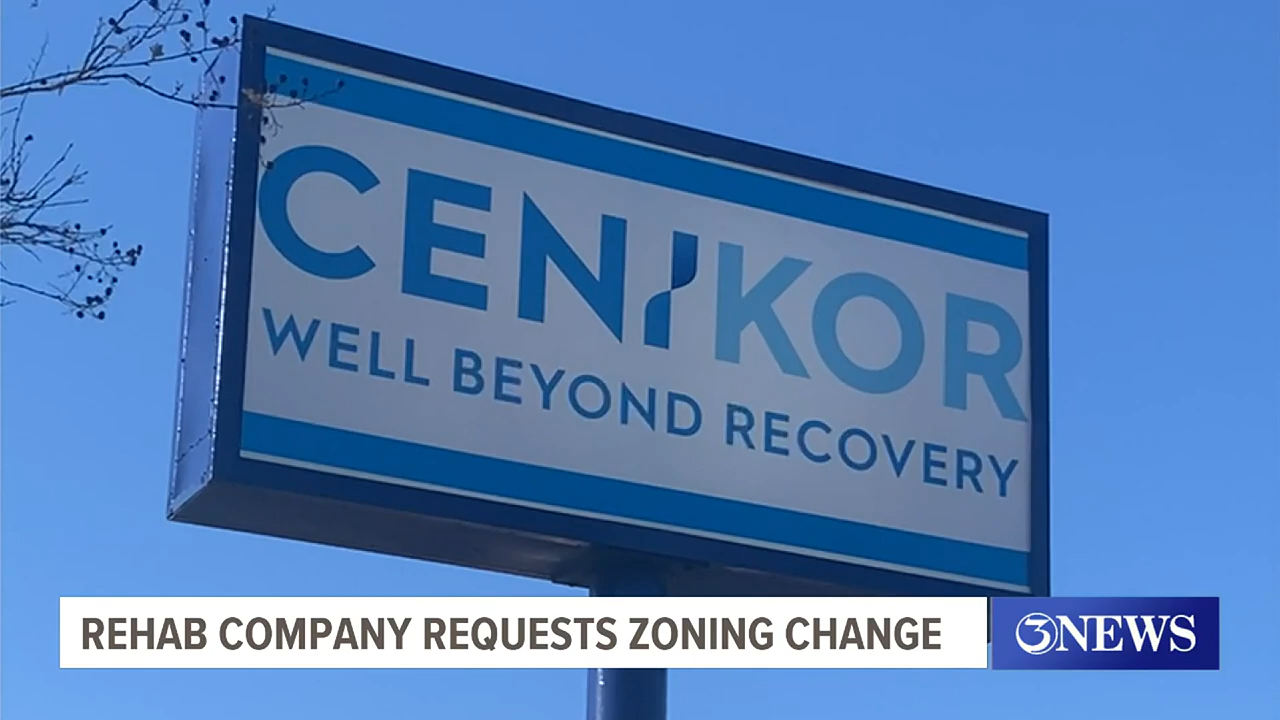 CENIKOR
WELL BEYOND RECOVERY
REHAB COMPANY REQUESTS ZONING CHANGE
3NEWS